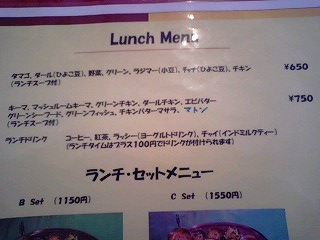 Lunch Menu
タマゴ、ダール(ひよこ豆)、野菜、グリーン、ラジマー(小豆)、チャナ(ひよこ豆)、チキン ¥650
(ランチスープ付)
キーマ、マッシュルームキーマ、グリーンチキン、ダールチキン、エビバター ¥750
グリーンシーフード、グリーンフィッシュ、チキンバターマサラ、マトン
(ランチスープ付)
ランチドリンク コーヒー、紅茶、ラッシー(ヨーグルトドリンク)、チャイ(インドミルクティー)
(ランチタイムはプラス100円でドリンクが付けられます)
ランチ・セットメニュー
B Set (1150円) C Set (1550円)